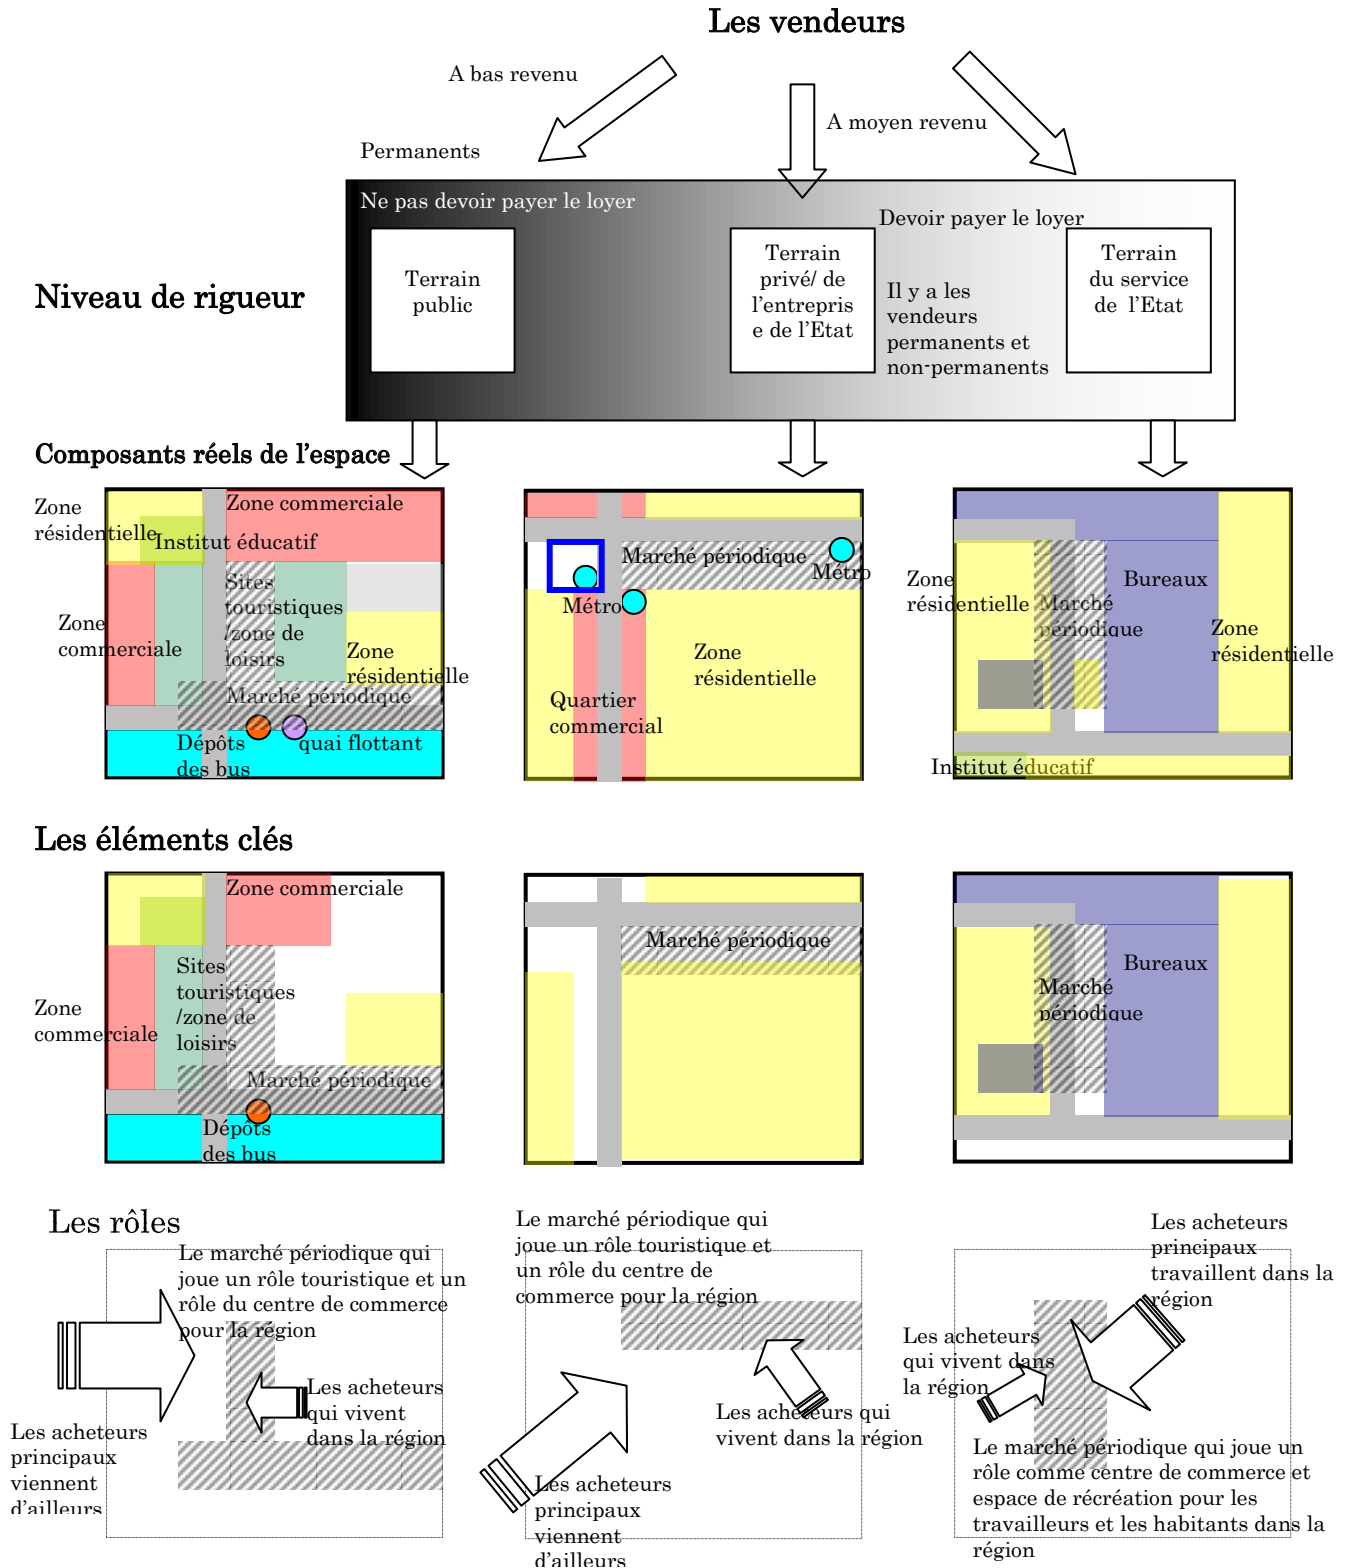 Les vendeurs
A bas revenu
A moyen revenu
Permanents
Ne pas devoir payer le loyer
Devoir payer le loyer
Niveau de rigueur
Terrain
public
Terrain
privé/ de
l'entrepris
e de l'Etat
Il y a les
vendeurs
permanents et
non-permanents
Terrain
du service
de l'Etat
Composants réels de l'espace
Zone
résidentielle
Zone commerciale
Institut éducatif
Sites
touristiques
/zone de
loisirs
Zone
commerciale
Zone
résidentielle
Marché périodique
Dépôts
des bus
quai flottant
Marché périodique
Métro
Métro
Zone
résidentielle
Quartier
commercial
Zone
résidentielle
Marché
périodique
Bureaux
Zone
résidentielle
Institut éducatif
Les éléments clés
Zone commerciale
Sites
touristiques
/zone de
loisirs
Zone
commerciale
Marché périodique
Dépôts
des bus
Marché périodique
Bureaux
Marché
périodique
Les rôles
Le marché périodique qui
joue un rôle touristique et un
rôle du centre de commerce
pour la région
Les acheteurs
qui vivent
dans la région
Les acheteurs
principaux
viennent
d'ailleurs
Le marché périodique qui
joue un rôle touristique et
un rôle du centre de
commerce pour la région
Les acheteurs qui
vivent dans la région
Les acheteurs
principaux
viennent
d'ailleurs
Les acheteurs
principaux
travaillent dans la
région
Les acheteurs
qui vivent dans
la région
Le marché périodique qui joue un
rôle comme centre de commerce et
espace de récréation pour les
travailleurs et les habitants dans la
région